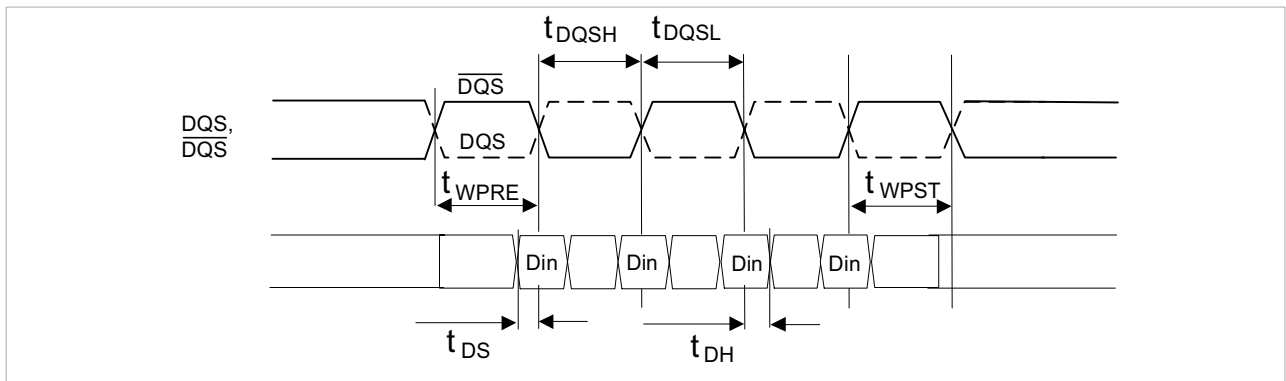 tDQSH tDQSL
DQS
DQS,
DQS
DQS
tWPRE
tWPST
Din Din Din Din
tDS
tDH